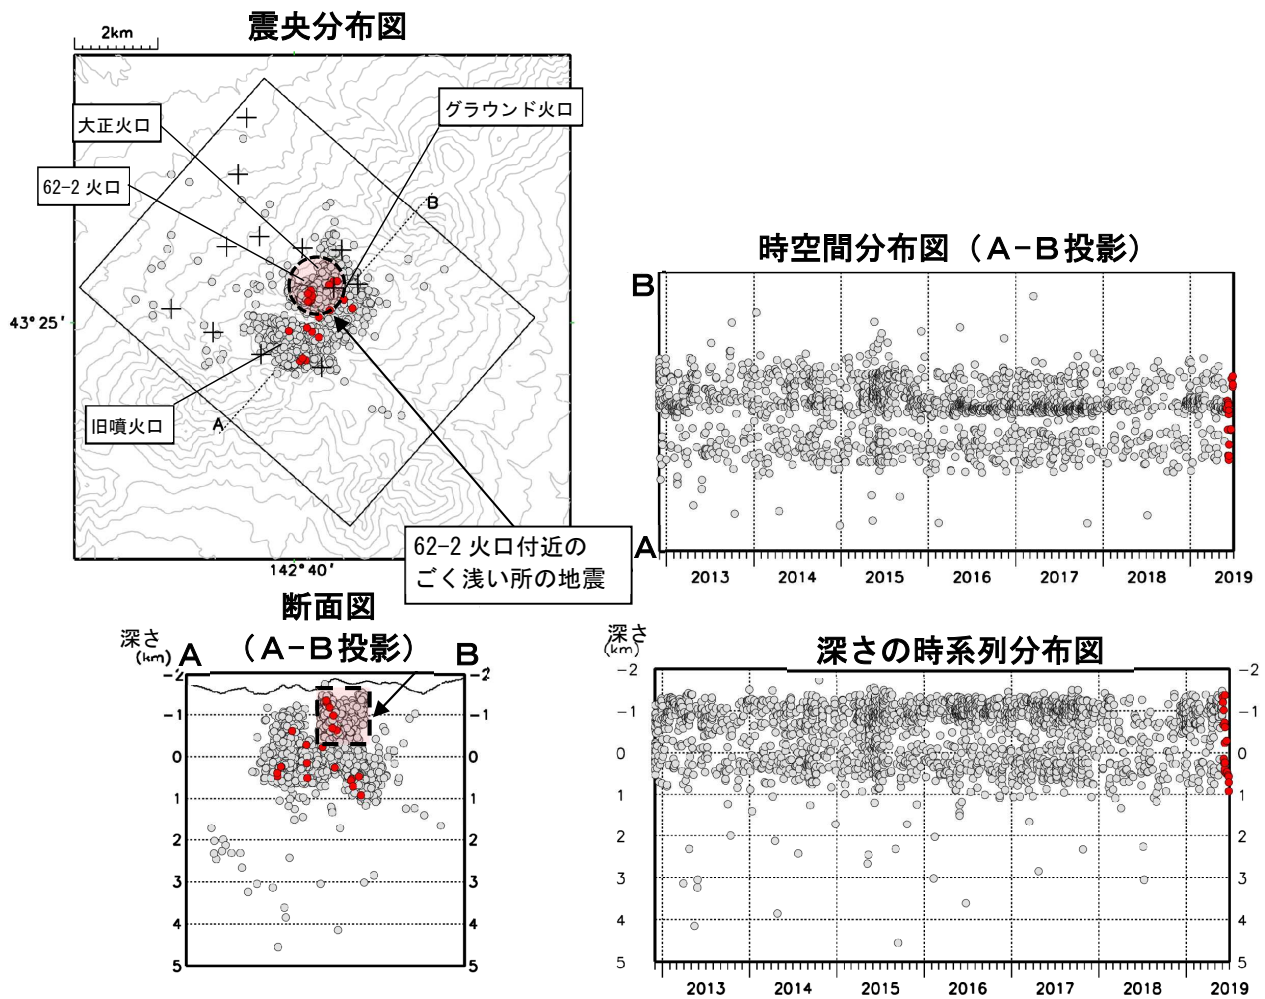 震央分布図
2km
大正火口
グラウンド火口
62-2 火口
B
43°25'
旧噴火口
A
142°40'
62-2 火口付近の
ごく浅い所の地震
時空間分布図（A-B投影）
B
A
2013 2014 2015 2016 2017 2018 2019
断面図
（A-B投影）
深さ
(km)
A
B
-2 -2
-1 -1
0 0
1 1
2 2
3 3
4 4
5 5
深さの時系列分布図
深さ
(km)
-2 -2
-1 -1
0 0
1 1
2 2
3 3
4 4
5 5
2013 2014 2015 2016 2017 2018 2019